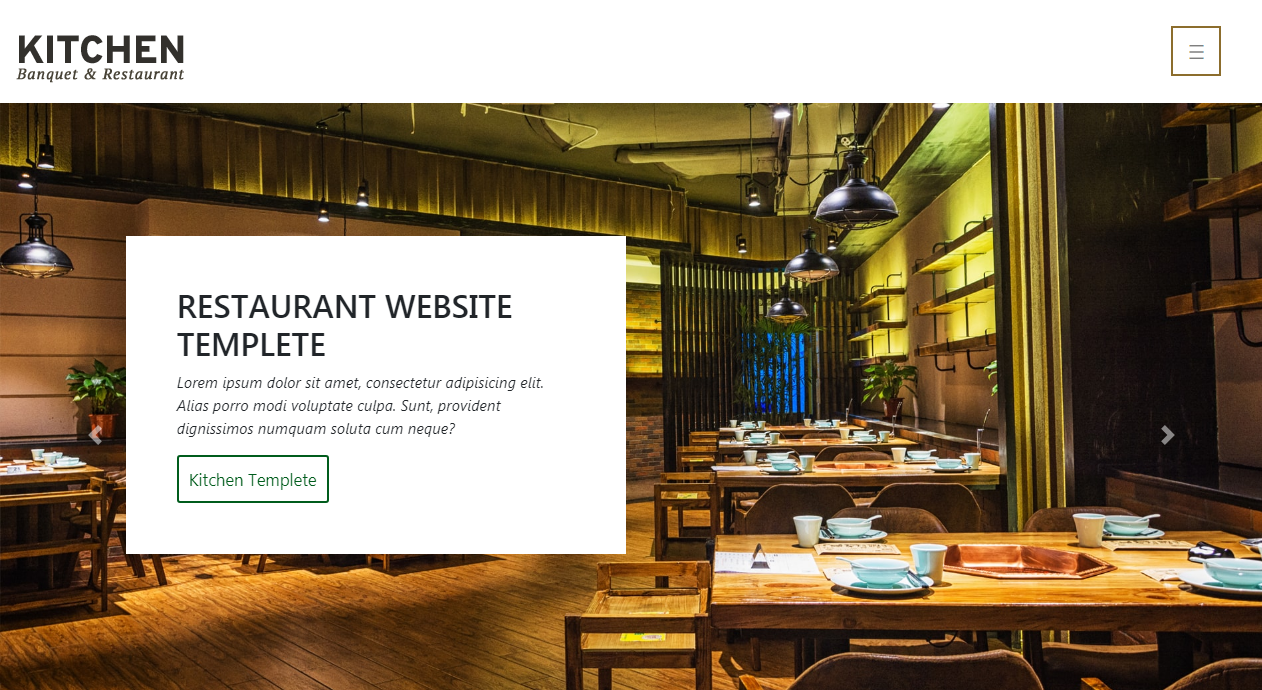 KITCHEN
Banquet & Restaurant
RESTAURANT WEBSITE
TEMPLETE
Lorem ipsum dolor sit amet, consectetur adipisicing elit.
Alias porro modi voluptate culpa. Sunt, provident
dignissimos numquam soluta cum neque?
Kitchen Templete